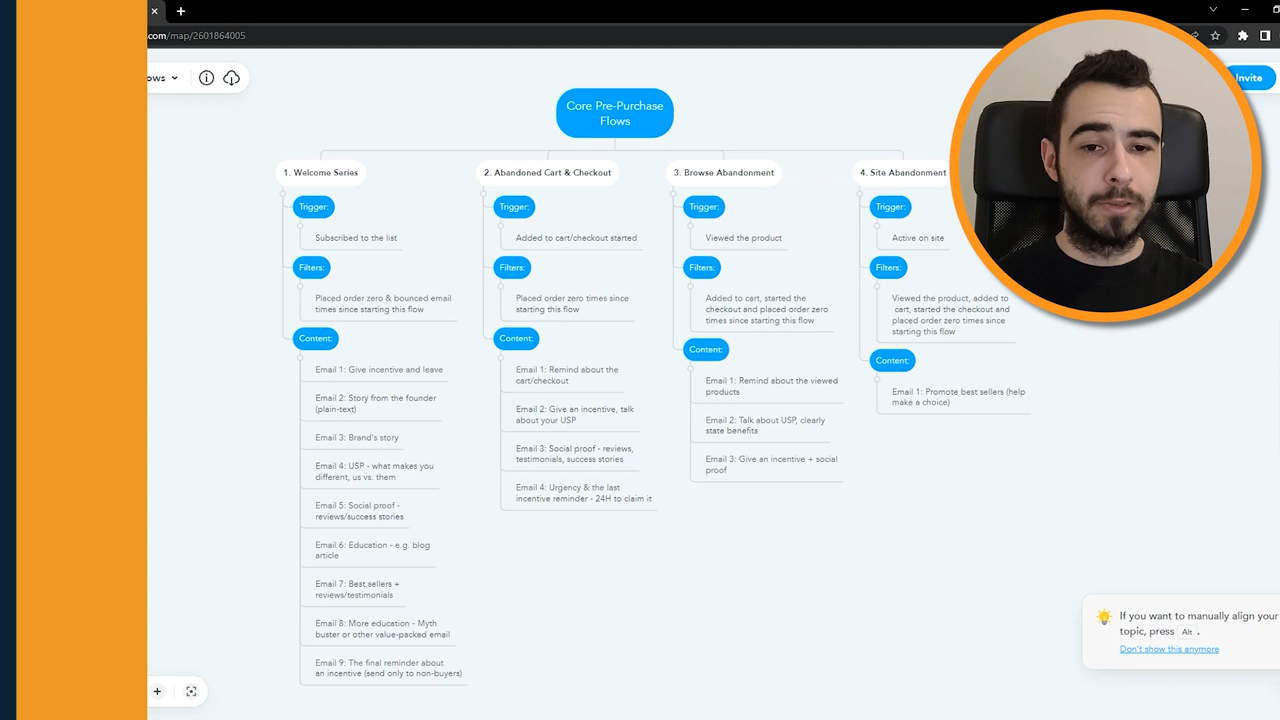 .com/map/2601864005
ows
Invite
Core Pre-Purchase
Flows
1. Welcome Series
Trigger:
Subscribed to the list
Filters:
Placed order zero & bounced email
times since starting this flow
Content:
Email 1: Give incentive and leave
Email 2: Story from the founder
(plain-text)
Email 3: Brand's story
Email 4: USP - what makes you
different, us vs. them
Email 5: Social proof -
reviews/success stories
Email 6: Education - e.g. blog
article
Email 7: Best sellers +
reviews/testimonials
Email 8: More education - Myth
buster or other value-packed email
Email 9: The final reminder about
an incentive (send only to non-buyers)
2. Abandoned Cart & Checkout
Trigger:
Added to cart/checkout started
Filters:
Placed order zero times since
starting this flow
Content:
Email 1: Remind about the
cart/checkout
Email 2: Give an incentive, talk
about your USP
Email 3: Social proof - reviews,
testimonials, success stories
Email 4: Urgency & the last
incentive reminder - 24H to claim it
3. Browse Abandonment
Trigger:
Viewed the product
Filters:
Added to cart, started the
checkout and placed order zero
times since starting this flow
Content:
Email 1: Remind about the viewed
products
Email 2: Talk about USP, clearly
state benefits
Email 3: Give an incentive + social
proof
4. Site Abandonment
Trigger:
Active on site
Filters:
Viewed the product, added to
cart, started the checkout and
placed order zero times since
starting this flow
Content:
Email 1: Promote best sellers (help
make a choice)
If you want to manually align your
topic, press Alt .
Don't show this anymore